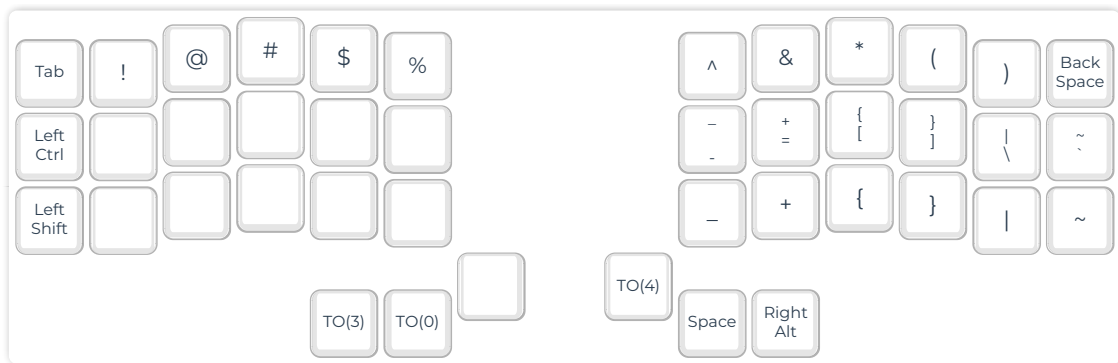 Tab ! @ # $ % ^ & * ( ) Back Space
Left Ctrl _ - + = { [ } ] | \ ~ `
Left Shift _ + { } | ~
TO(4)
TO(3) TO(0) Space Right Alt